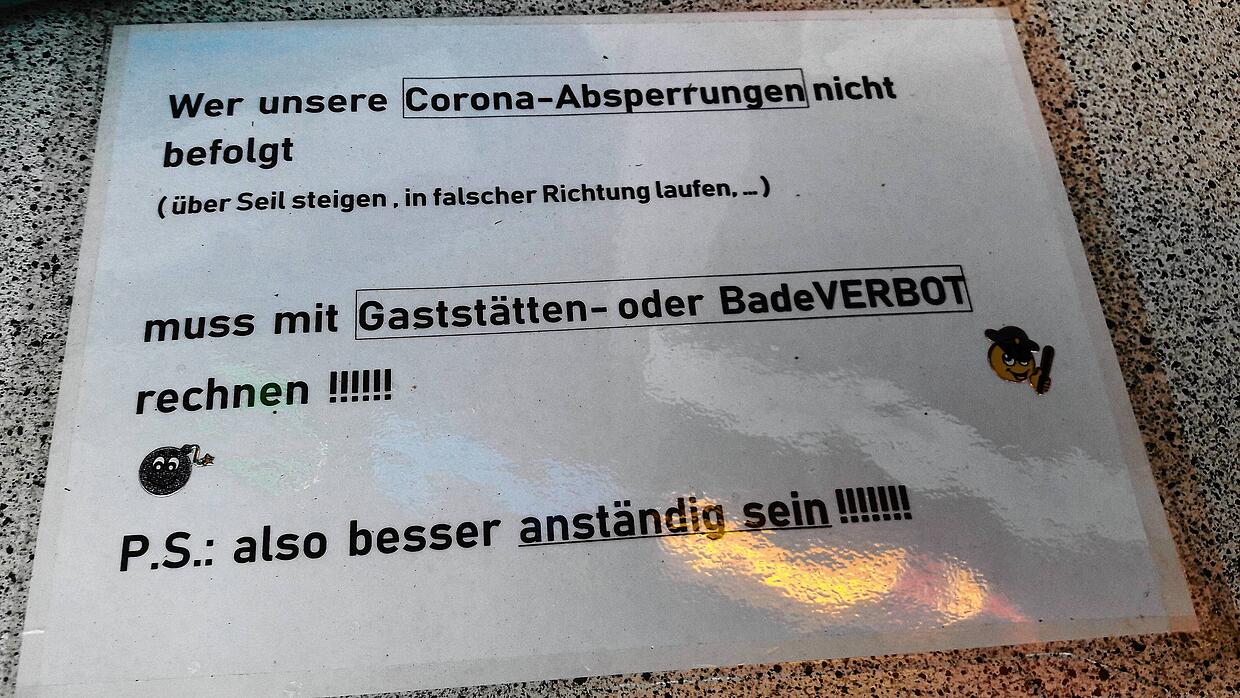 Wer unsere Corona-Absperrungen nicht
befolgt
( über Seil steigen , in falscher Richtung laufen, ... )
muss mit Gaststätten- oder BadeVERBOT
rechnen !!!!!!
P.S.: also besser anständig sein !!!!!!!